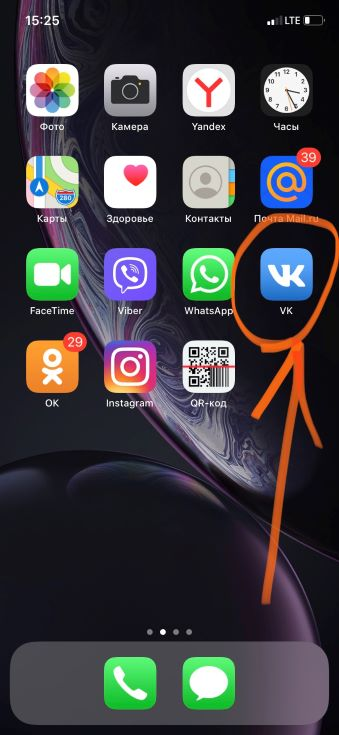 15:25 LTE
Фото Камера Yandex Часы
39
Карты Здоровье Контакты Почта Mail.ru
FaceTime Viber WhatsApp VK
29
OK Instagram QR-код